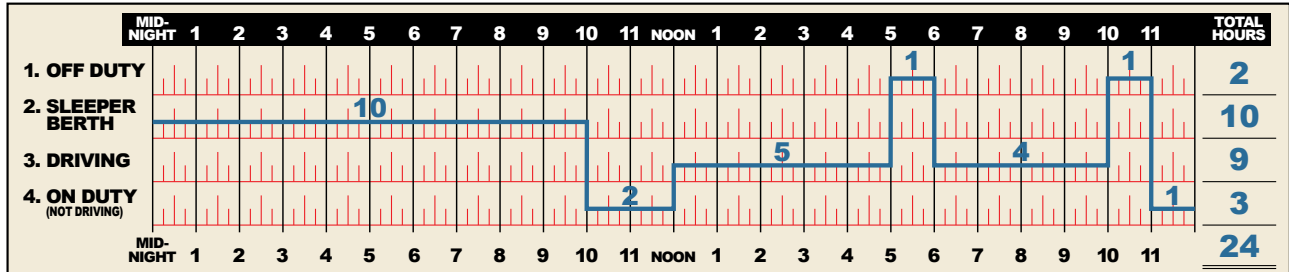 MID-
NIGHT 1 2 3 4 5 6 7 8 9 10 11 NOON 1 2 3 4 5 6 7 8 9 10 11
TOTAL
HOURS
1. OFF DUTY 1 1 2
2. SLEEPER
BERTH
10 10
3. DRIVING 5 4 9
4. ON DUTY
(NOT DRIVING)
2 1 3
MID-
NIGHT 1 2 3 4 5 6 7 8 9 10 11 NOON 1 2 3 4 5 6 7 8 9 10 11
24